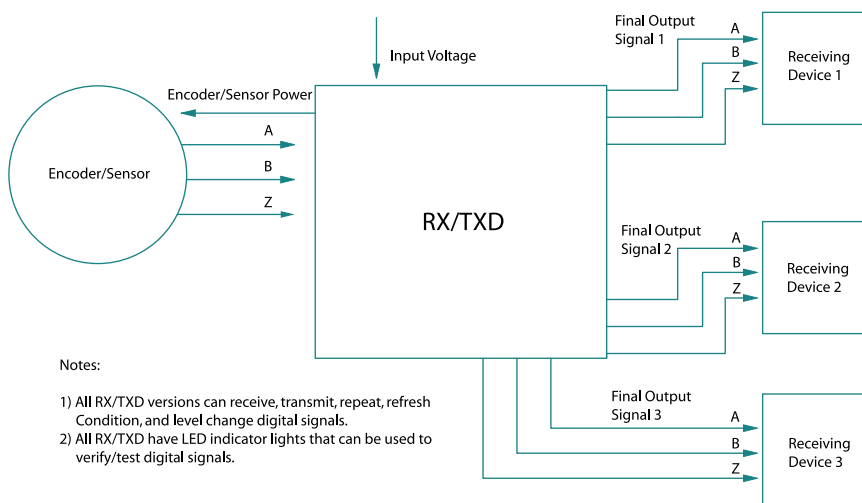 Input Voltage
Encoder/Sensor Power
A
B
Z
Encoder/Sensor
RX/TXD
Final Output
Signal 1
A
B
Z
Receiving
Device 1
Final Output
Signal 2
A
B
Z
Receiving
Device 2
Final Output
Signal 3
A
B
Z
Receiving
Device 3
Notes:
1) All RX/TXD versions can receive, transmit, repeat, refresh
Condition, and level change digital signals.
2) All RX/TXD have LED indicator lights that can be used to
verify/test digital signals.